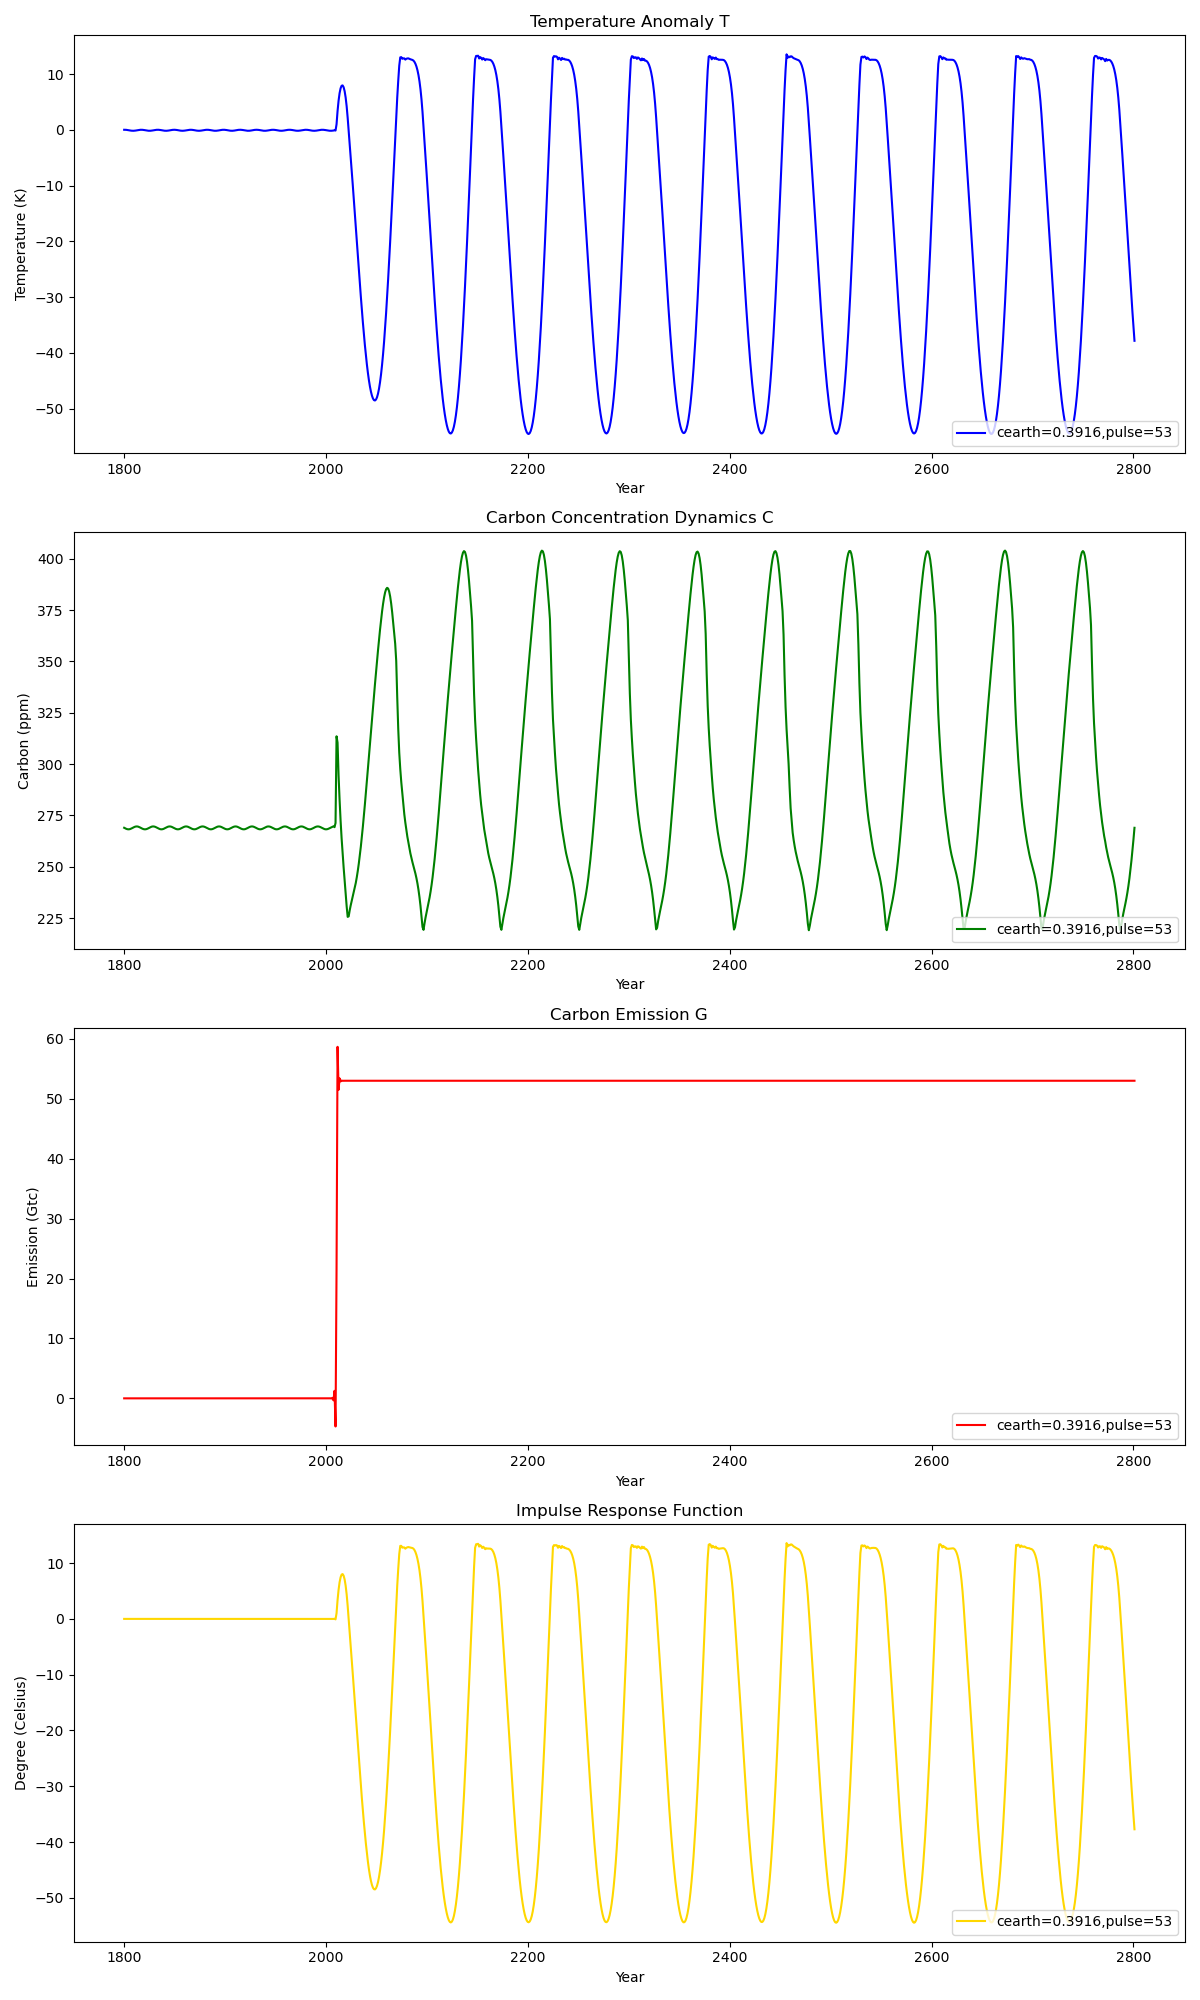 Temperature Anomaly T
10
0
−10
−20
−30
−40
−50
Temperature (K)
cearth=0.3916,pulse=53
1800 2000 2200 2400 2600 2800
Year
Carbon Concentration Dynamics C
400
375
350
325
300
275
250
225
Carbon (ppm)
cearth=0.3916,pulse=53
1800 2000 2200 2400 2600 2800
Year
Carbon Emission G
60
50
40
30
20
10
0
Emission (Gtc)
cearth=0.3916,pulse=53
1800 2000 2200 2400 2600 2800
Year
Impulse Response Function
10
0
−10
−20
−30
−40
−50
Degree (Celsius)
cearth=0.3916,pulse=53
1800 2000 2200 2400 2600 2800
Year